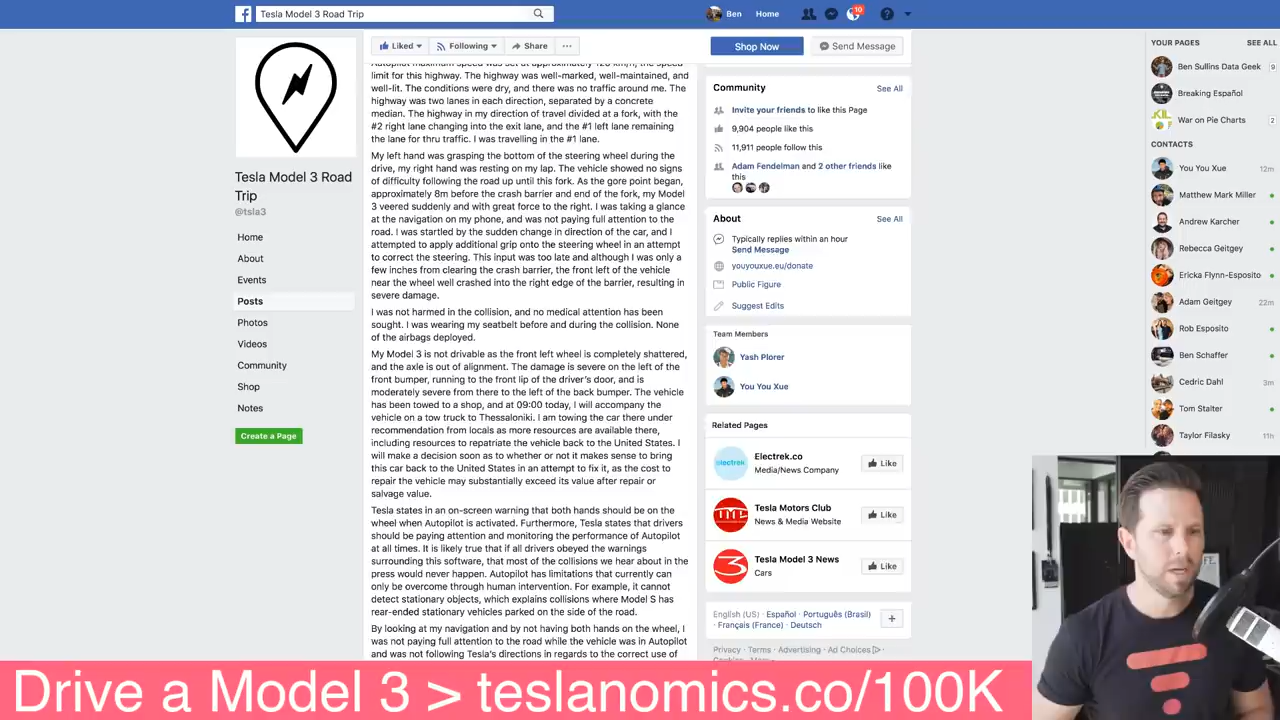 Tesla Model 3 Road Trip
Ben
Home
10
Tesla Model 3 Road
Trip
@tsla3
Home
About
Events
Posts
Photos
Videos
Community
Shop
Notes
Create a Page
Liked
Following
Share
Shop Now
Send Message
Autopilot maximum speed was set at approximately 120 km/h, the speed
limit for this highway. The highway was well-marked, well-maintained, and
well-lit. The conditions were dry, and there was no traffic around me. The
highway was two lanes in each direction, separated by a concrete
median. The highway in my direction of travel divided at a fork, with the
#2 right lane changing into the exit lane, and the #1 left lane remaining
the lane for thru traffic. I was travelling in the #1 lane.
My left hand was grasping the bottom of the steering wheel during the
drive, my right hand was resting on my lap. The vehicle showed no signs
of difficulty following the road up until this fork. As the gore point began,
approximately 8m before the crash barrier and end of the fork, my Model
3 veered suddenly and with great force to the right. I was taking a glance
at the navigation on my phone, and was not paying full attention to the
road. I was startled by the sudden change in direction of the car, and I
attempted to apply additional grip onto the steering wheel in an attempt
to correct the steering. This input was too late and although I was only a
few inches from clearing the crash barrier, the front left of the vehicle
near the wheel well crashed into the right edge of the barrier, resulting in
severe damage.
I was not harmed in the collision, and no medical attention has been
sought. I was wearing my seatbelt before and during the collision. None
of the airbags deployed.
My Model 3 is not drivable as the front left wheel is completely shattered,
and the axle is out of alignment. The damage is severe on the left of the
front bumper, running to the front lip of the driver's door, and is
moderately severe from there to the left of the back bumper. The vehicle
has been towed to a shop, and at 09:00 today, I will accompany the
vehicle on a tow truck to Thessaloniki. I am towing the car there under
recommendation from locals as more resources are available there,
including resources to repatriate the vehicle back to the United States. I
will make a decision soon as to whether or not it makes sense to bring
this car back to the United States in an attempt to fix it, as the cost to
repair the vehicle may substantially exceed its value after repair or
salvage value.
Tesla states in an on-screen warning that both hands should be on the
wheel when Autopilot is activated. Furthermore, Tesla states that drivers
should be paying attention and monitoring the performance of Autopilot
at all times. It is likely true that if all drivers obeyed the warnings
surrounding this software, that most of the collisions we hear about in the
press would never happen. Autopilot has limitations that currently can
only be overcome through human intervention. For example, it cannot
detect stationary objects, which explains collisions where Model S has
rear-ended stationary vehicles parked on the side of the road.
By looking at my navigation and by not having both hands on the wheel, I
was not paying full attention to the road while the vehicle was in Autopilot
and was not following Tesla's directions in regards to the correct use of
Community
See All
Invite your friends to like this Page
9,904 people like this
11,911 people follow this
Adam Fendelman and 2 other friends like
this
About
See All
Typically replies within an hour
Send Message
youyouxue.eu/donate
Public Figure
Suggest Edits
Team Members
Yash Plorer
You You Xue
Related Pages
electrek
Electrek.co
Media/News Company
Like
TMC
Tesla Motors Club
News & Media Website
Like
3
Tesla Model 3 News
Cars
Like
English (US) · Español · Português (Brasil) ·
Français (France) · Deutsch
Privacy · Terms · Advertising · Ad Choices
YOUR PAGES
SEE ALL
Ben Sullins Data Geek
9
Breaking Español
War on Pie Charts
2
CONTACTS
You You Xue
12m
Matthew Mark Miller
Andrew Karcher
Rebecca Geitgey
Ericka Flynn-Esposito
Adam Geitgey
22m
Rob Esposito
Ben Schaffer
Cedric Dahl
3m
Tom Stalter
Taylor Filasky
11h
Drive a Model 3 > teslanomics.co/100K